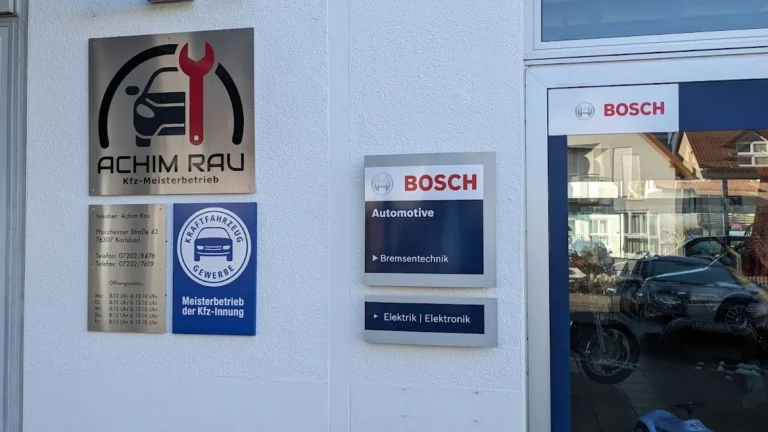 ACHIM RAU
Kfz-Meisterbetrieb
Inhaber: Achim Rau
Pforzheimer Straße 42
76307 Karlsbad
Telefon: 07202/8476
Telefax: 07202/7619
Öffnungszeiten:
KRAFTFAHRZEUG
GEWERBE
Meisterbetrieb
der Kfz-Innung
BOSCH
Automotive
Bremsentechnik
Elektrik | Elektronik
BOSCH